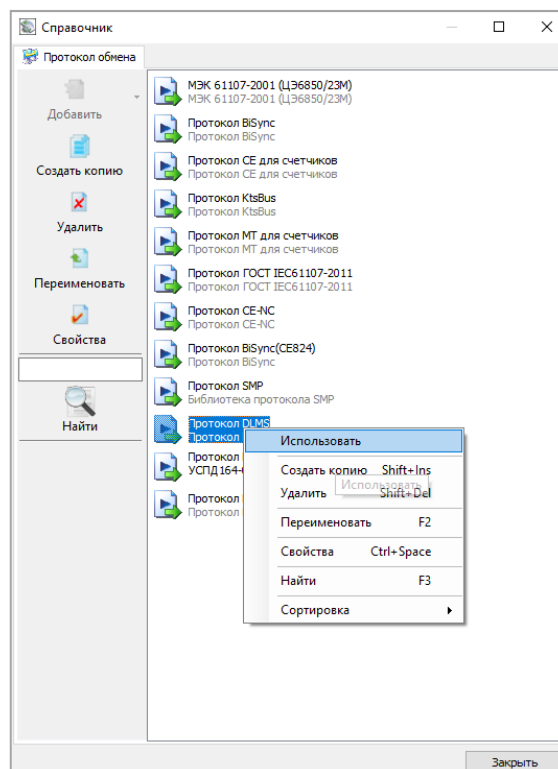 Справочник
Протокол обмена
Добавить
Создать копию
Удалить
Переименовать
Свойства
Найти
МЭК 61107-2001 (ЦЭ6850/23М)
МЭК 61107-2001 (ЦЭ6850/23М)
Протокол BiSync
Протокол BiSync
Протокол СЕ для счетчиков
Протокол СЕ для счетчиков
Протокол KtsBus
Протокол KtsBus
Протокол МТ для счетчиков
Протокол МТ для счетчиков
Протокол ГОСТ IEC61107-2011
Протокол ГОСТ IEC61107-2011
Протокол CE-NC
Протокол CE-NC
Протокол BiSync(CE824)
Протокол BiSync
Протокол SMP
Библиотека протокола SMP
Протокол DLMS
Протокол
Протокол
УСПД 164-
Протокол
Протокол
Использовать
Создать копию Shift+Ins
Использовать
Удалить Shift+Del
Переименовать F2
Свойства Ctrl+Space
Найти F3
Сортировка
Закрыть